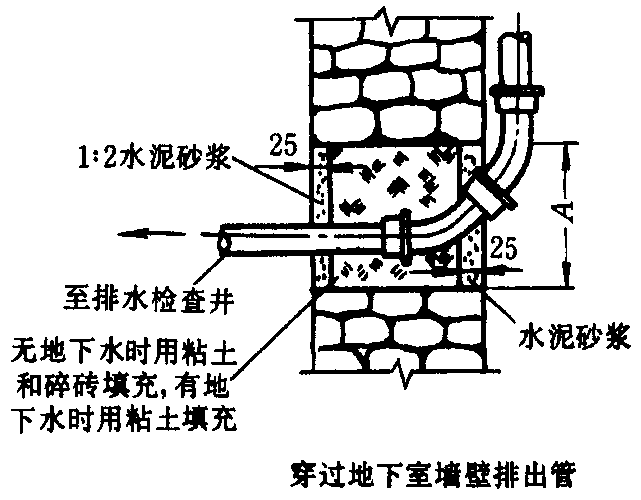 25
1:2水泥砂浆
A
25
至排水检查井
水泥砂浆
无地下水时用粘土
和碎砖填充,有地
下水时用粘土填充
穿过地下室墙壁排出管